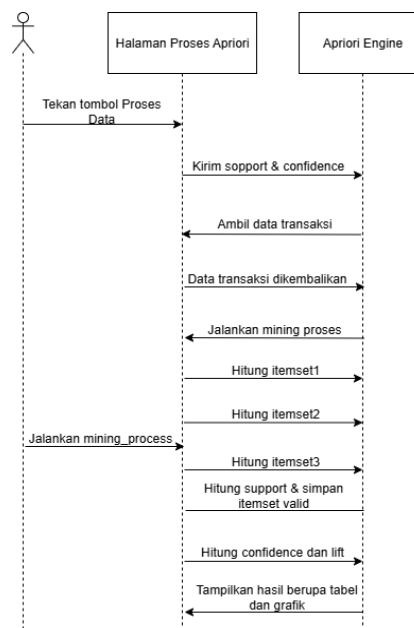 Halaman Proses Apriori
Apriori Engine
Tekan tombol Proses
Data
Kirim sopport & confidence
Ambil data transaksi
Data transaksi dikembalikan
Jalankan mining proses
Hitung itemset1
Hitung itemset2
Jalankan mining_process
Hitung itemset3
Hitung support & simpan
itemset valid
Hitung confidence dan lift
Tampilkan hasil berupa tabel
dan grafik